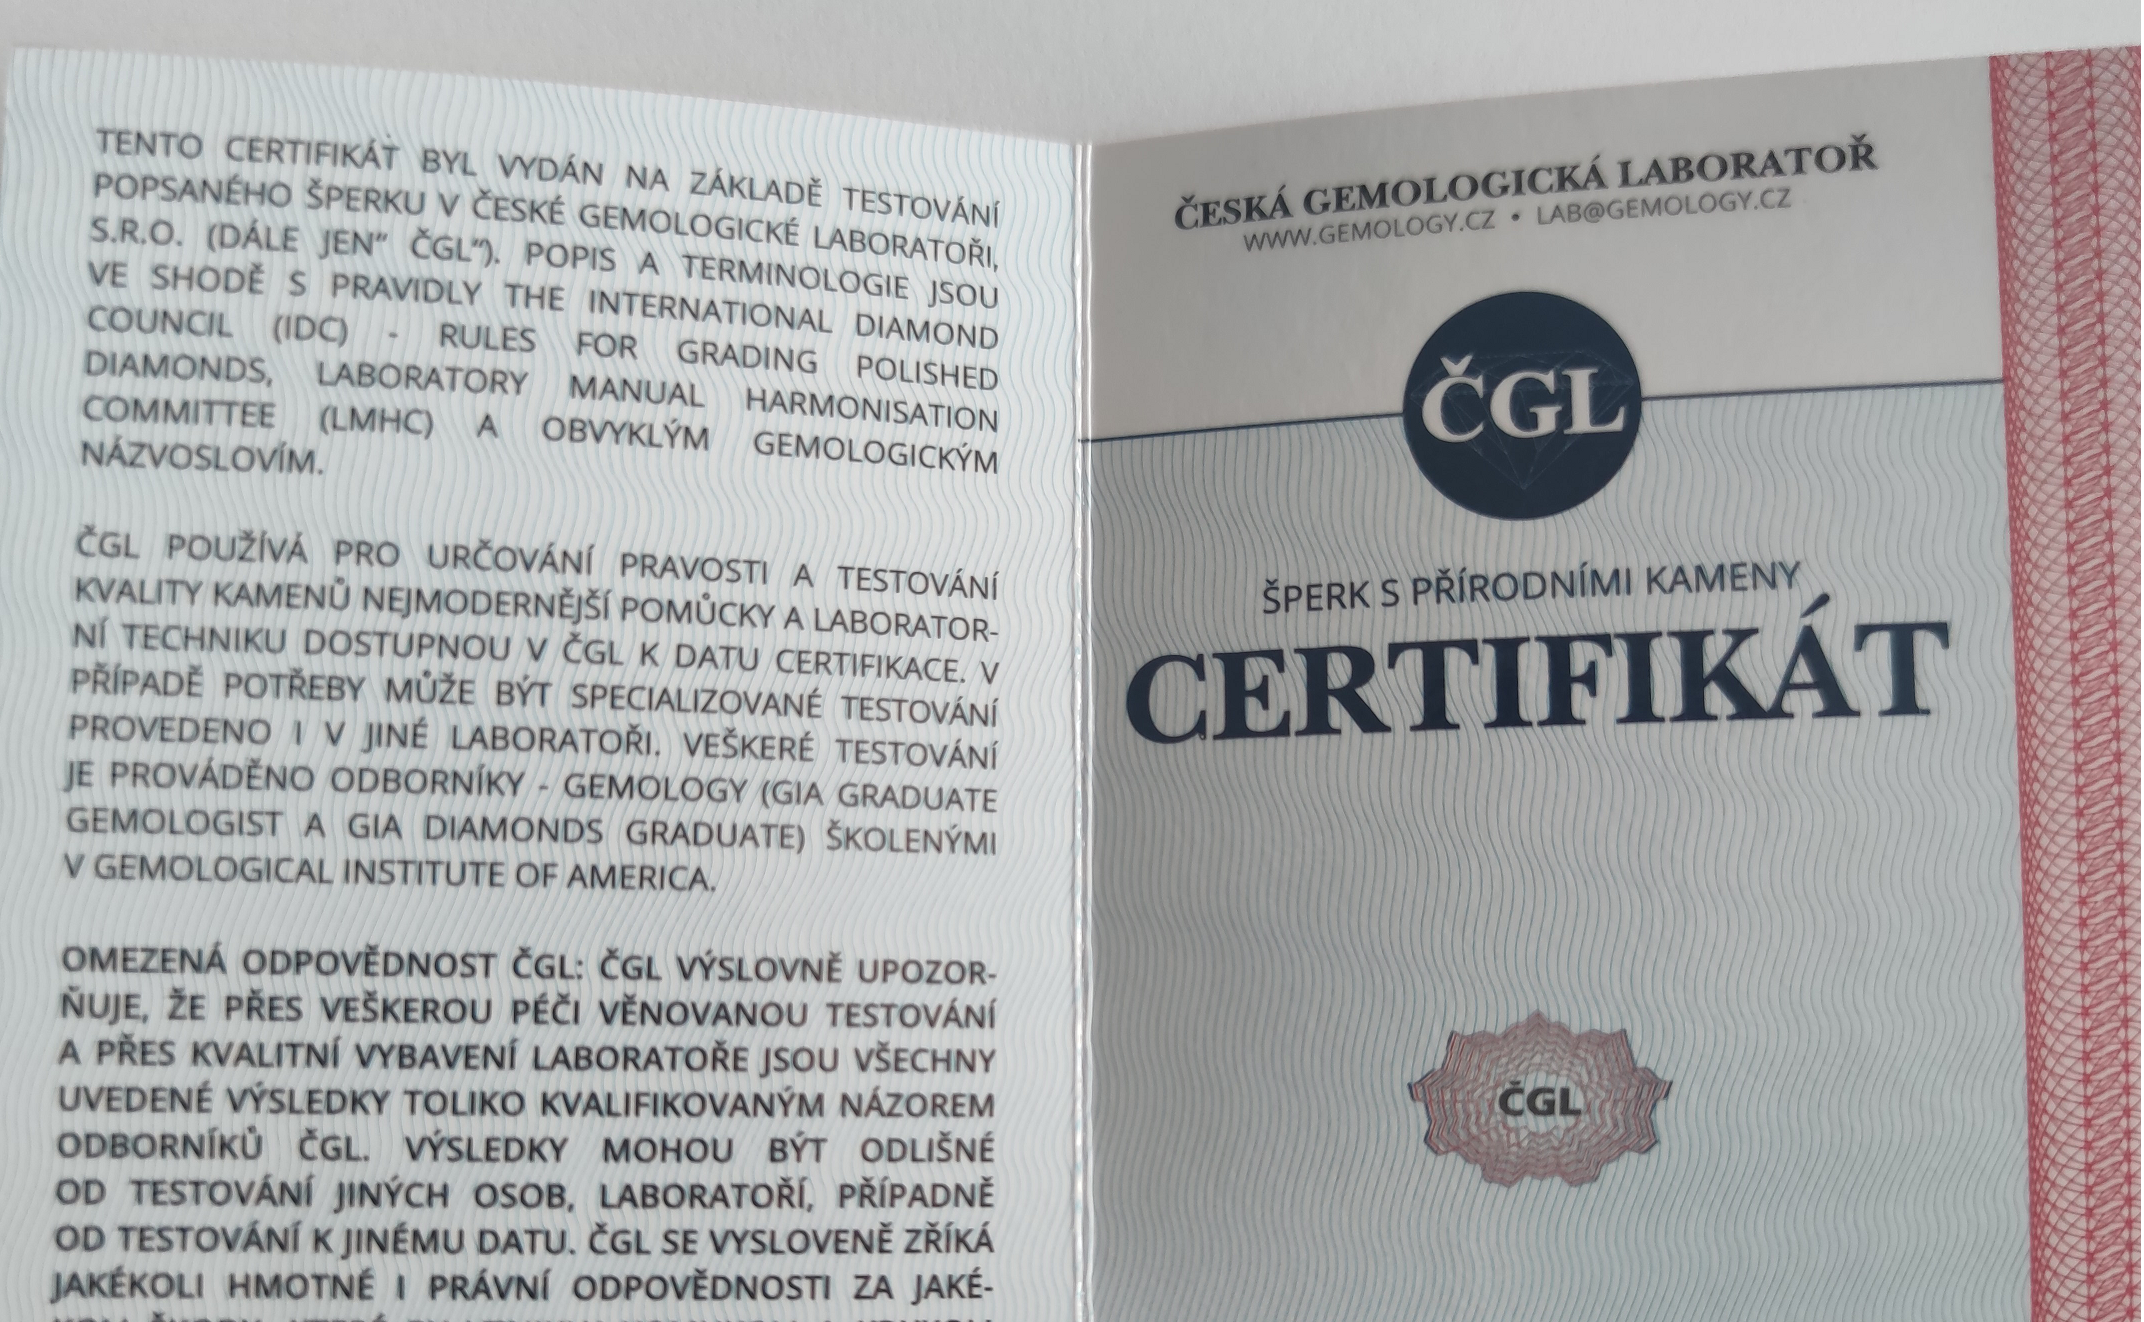 TENTO CERTIFIKÁT BYL VYDÁN NA ZÁKLADĚ TESTOVÁNÍ
POPSANÉHO ŠPERKU V ČESKÉ GEMOLOGICKÉ LABORATOŘI,
S.R.O. (DÁLE JEN" ČGL"). POPIS A TERMINOLOGIE JSOU
VE SHODĚ S PRAVIDLY THE INTERNATIONAL DIAMOND
COUNCIL (IDC) - RULES FOR GRADING POLISHED
DIAMONDS, LABORATORY MANUAL HARMONISATION
COMMITTEE (LMHC) A OBVYKLÝM GEMOLOGICKÝM
NÁZVOSLOVÍM.
ČGL POUŽÍVÁ PRO URČOVÁNÍ PRAVOSTI A TESTOVÁNÍ
KVALITY KAMENŮ NEJMODERNĚJŠÍ POMŮCKY A LABORATOR-
NÍ TECHNIKU DOSTUPNOU V ČGL K DATU CERTIFIKACE. V
PŘÍPADĚ POTŘEBY MŮŽE BÝT SPECIALIZOVANÉ TESTOVÁNÍ
PROVEDENO I V JINÉ LABORATOŘI. VEŠKERÉ TESTOVÁNÍ
JE PROVÁDĚNO ODBORNÍKY - GEMOLOGY (GIA GRADUATE
GEMOLOGIST A GIA DIAMONDS GRADUATE) ŠKOLENÝMI
V GEMOLOGICAL INSTITUTE OF AMERICA.
OMEZENÁ ODPOVĚDNOST ČGL: ČGL VÝSLOVNĚ UPOZOR-
ŇUJE, ŽE PŘES VEŠKEROU PÉČI VĚNOVANOU TESTOVÁNÍ
A PŘES KVALITNÍ VYBAVENÍ LABORATOŘE JSOU VŠECHNY
UVEDENÉ VÝSLEDKY TOLIKO KVALIFIKOVANÝM NÁZOREM
ODBORNÍKŮ ČGL. VÝSLEDKY MOHOU BÝT ODLIŠNÉ
OD TESTOVÁNÍ JINÝCH OSOB, LABORATOŘÍ, PŘÍPADNĚ
OD TESTOVÁNÍ K JINÉMU DATU. ČGL SE VYSLOVENĚ ZŘÍKÁ
JAKÉKOLI HMOTNÉ I PRÁVNÍ ODPOVĚDNOSTI ZA JAKÉ-
ČESKÁ GEMOLOGICKÁ LABORATOŘ
WWW.GEMOLOGY.CZ • LAB@GEMOLOGY.CZ
ČGL
ŠPERK S PŘÍRODNÍMI KAMENY
CERTIFIKÁT
ČGL